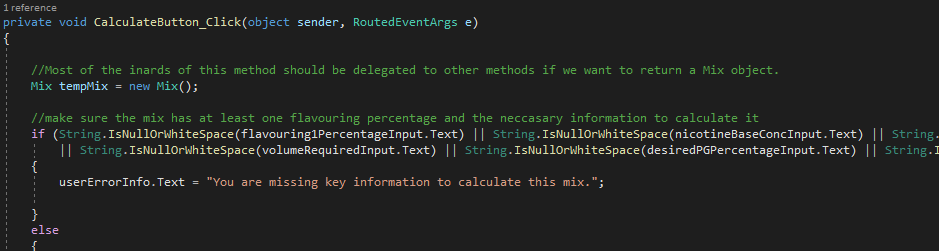 1 reference
private void CalculateButton_Click(object sender, RoutedEventArgs e)
{
//Most of the inards of this method should be delegated to other methods if we want to return a Mix object.
Mix tempMix = new Mix();
//make sure the mix has at least one flavouring percentage and the neccasary information to calculate it
if (String.IsNullOrWhiteSpace(flavouring1PercentageInput.Text) || String.IsNullOrWhiteSpace(nicotineBaseConcInput.Text) || String.
|| String.IsNullOrWhiteSpace(volumeRequiredInput.Text) || String.IsNullOrWhiteSpace(desiredPGPercentageInput.Text) || String.I
{
userErrorInfo.Text = "You are missing key information to calculate this mix.";
}
else
{